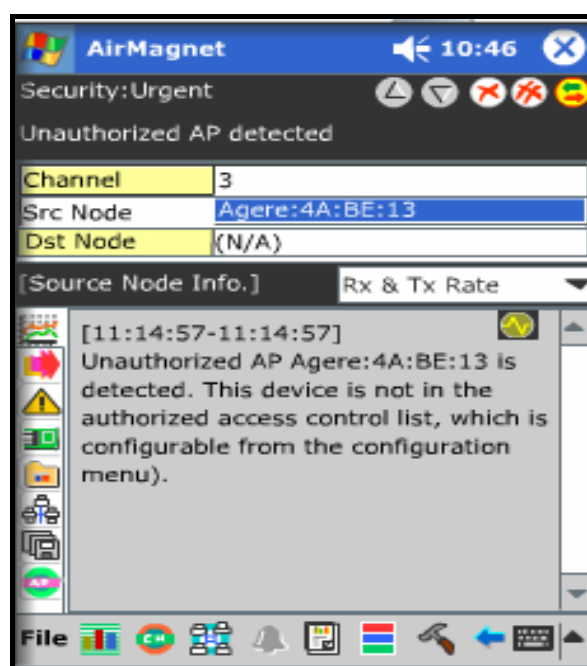 AirMagnet 10:46
Security:Urgent
Unauthorized AP detected
Channel 3
Src Node Agere:4A:BE:13
Dst Node (N/A)
[Source Node Info.] Rx & Tx Rate
[11:14:57-11:14:57]
Unauthorized AP Agere:4A:BE:13 is
detected. This device is not in the
authorized access control list, which is
configurable from the configuration
menu).
AP
File CH